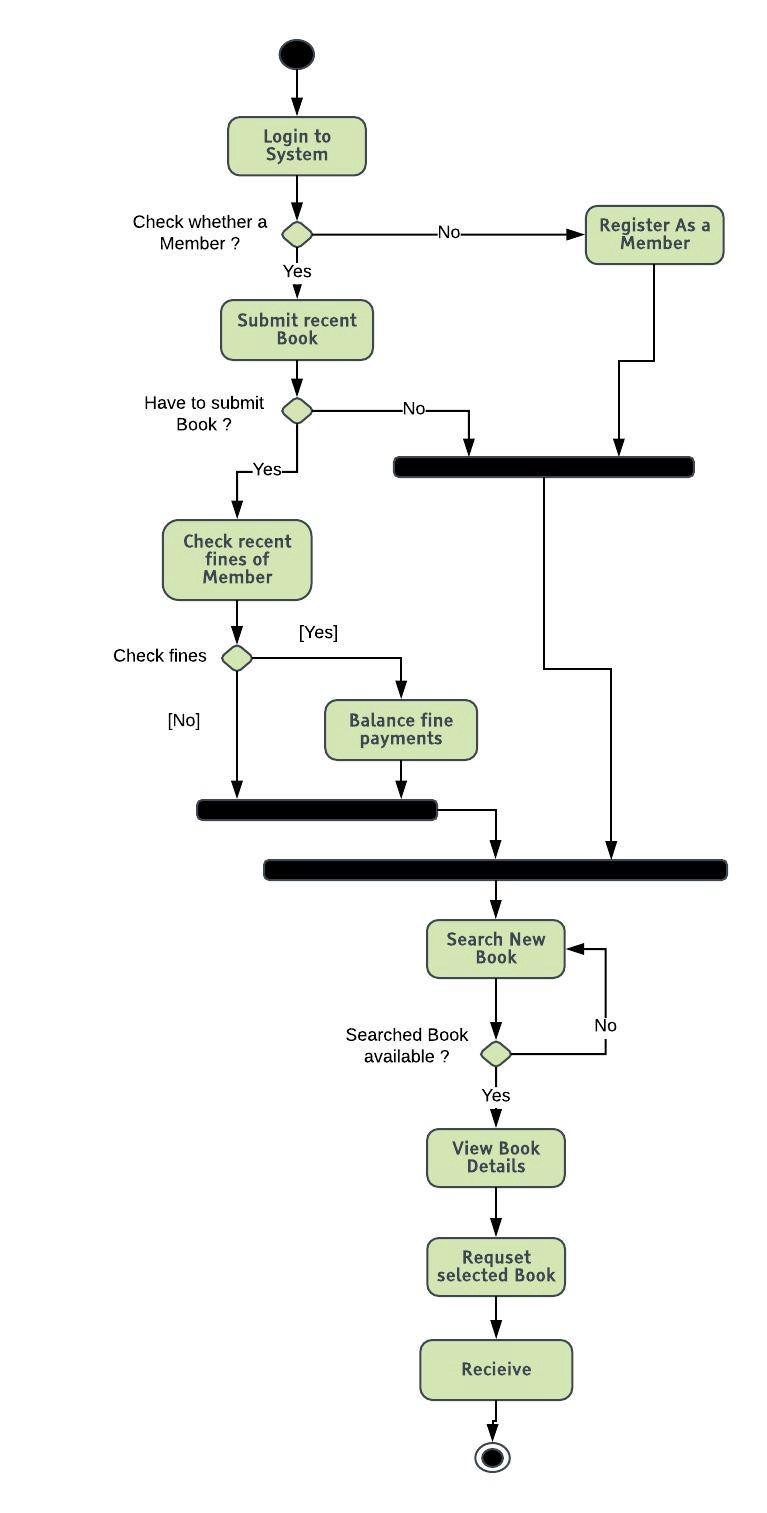 Login to
System
Check whether a
Member ?
No
Register As a
Member
Yes
Submit recent
Book
Have to submit
Book ?
No
Yes
Check recent
fines of
Member
[Yes]
Check fines
[No]
Balance fine
payments
Search New
Book
No
Searched Book
available ?
Yes
View Book
Details
Requset
selected Book
Recieive